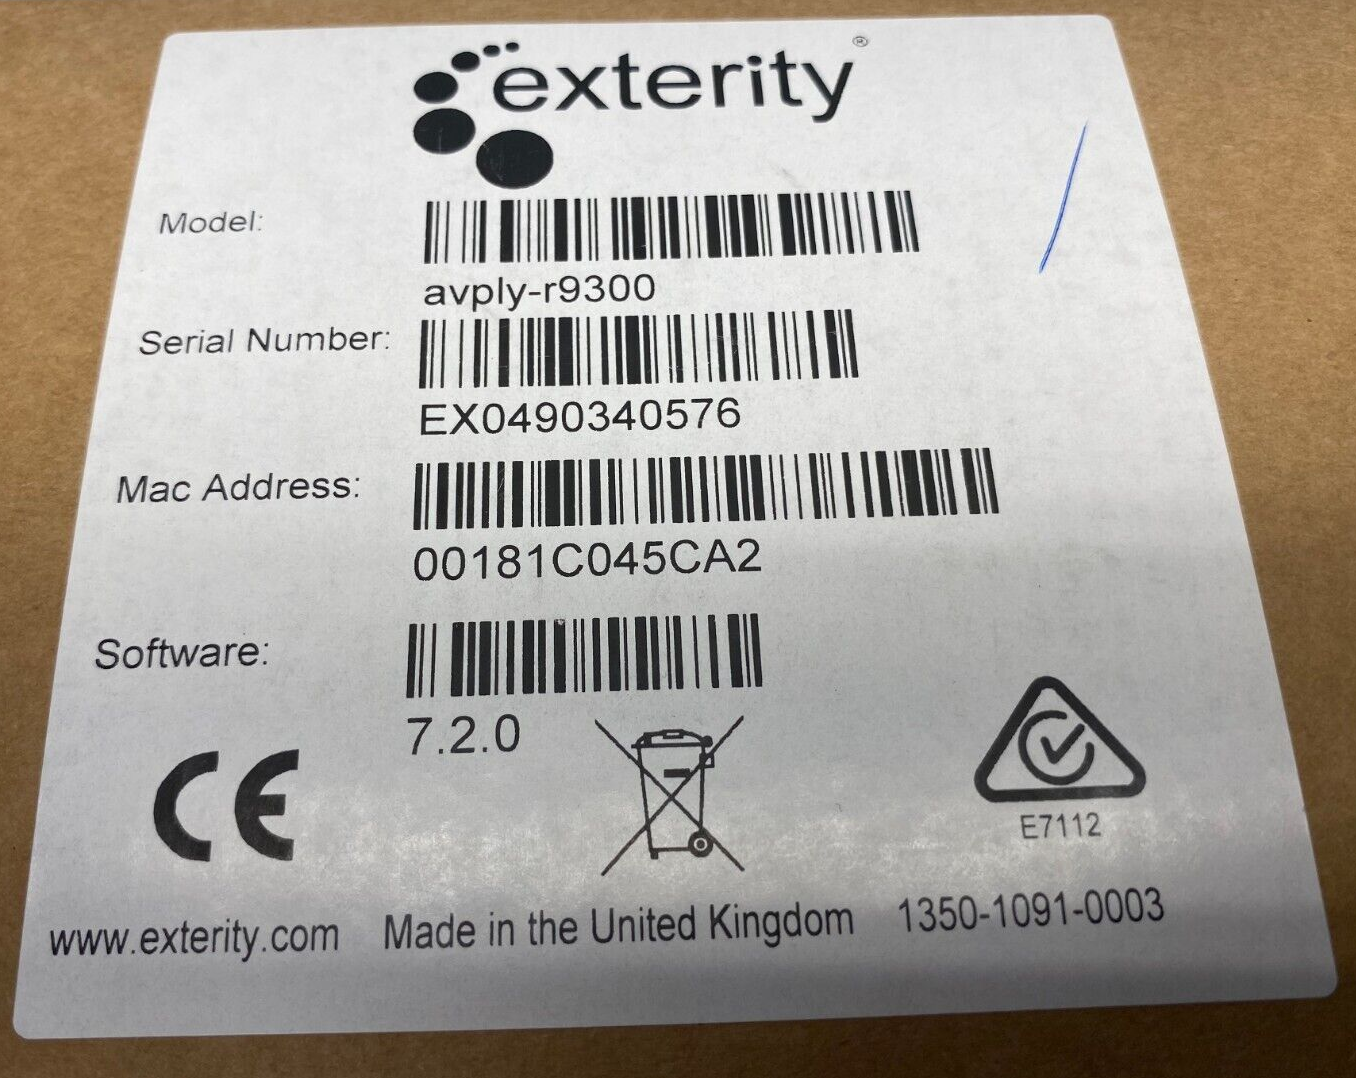 exterity®
Model:
avply-r9300
Serial Number:
EX0490340576
Mac Address:
00181C045CA2
Software:
7.2.0
CE
E7112
www.exterity.com Made in the United Kingdom 1350-1091-0003